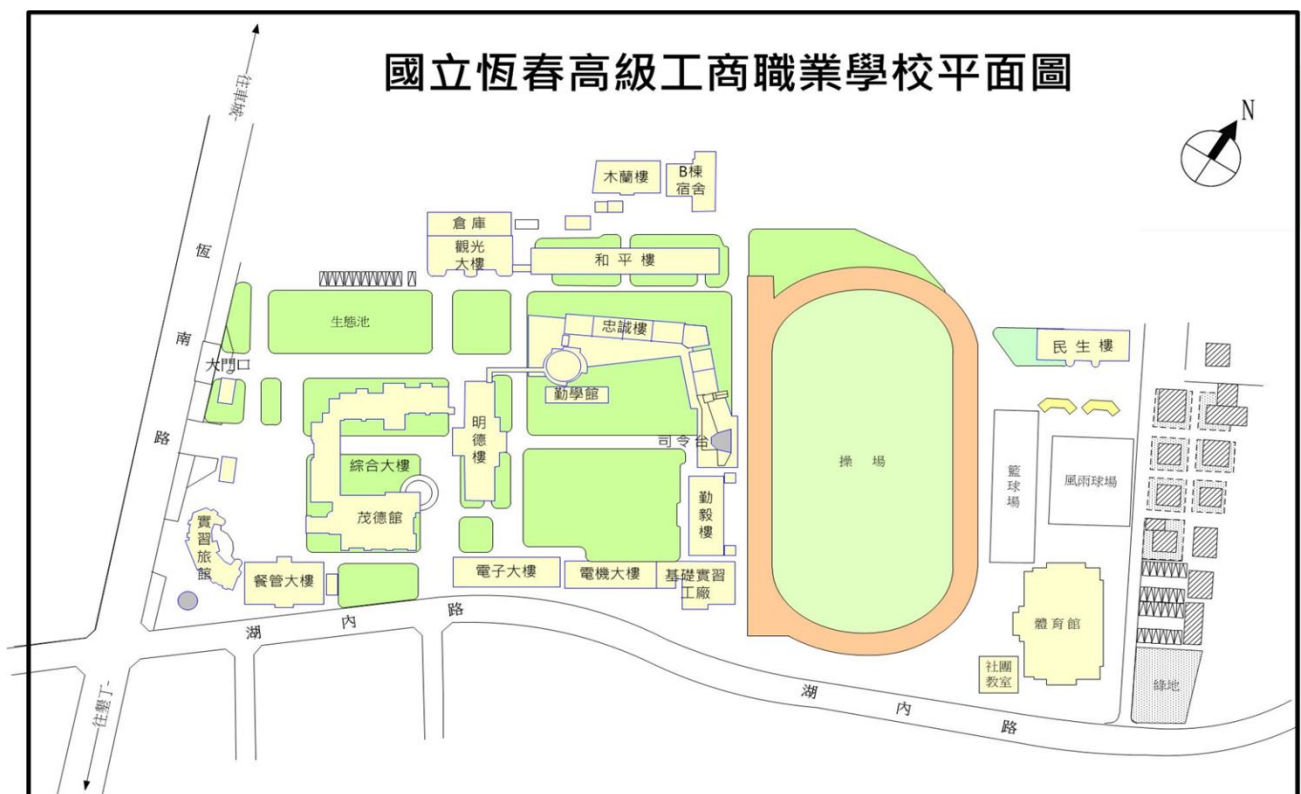 國立恆春高級工商職業學校平面圖
往車城
N
木蘭樓
B棟
宿舍
倉庫
觀光
大樓
和平樓
恆南路
生態池
忠誠樓
民生樓
大門口
勤學館
明德樓
司令台
操場
籃球場
風雨球場
綜合大樓
茂德館
勤毅樓
實習旅館
餐管大樓
電子大樓
電機大樓
基礎實習
工廠
體育館
社團
教室
綠地
湖內路
湖內路
往墾丁